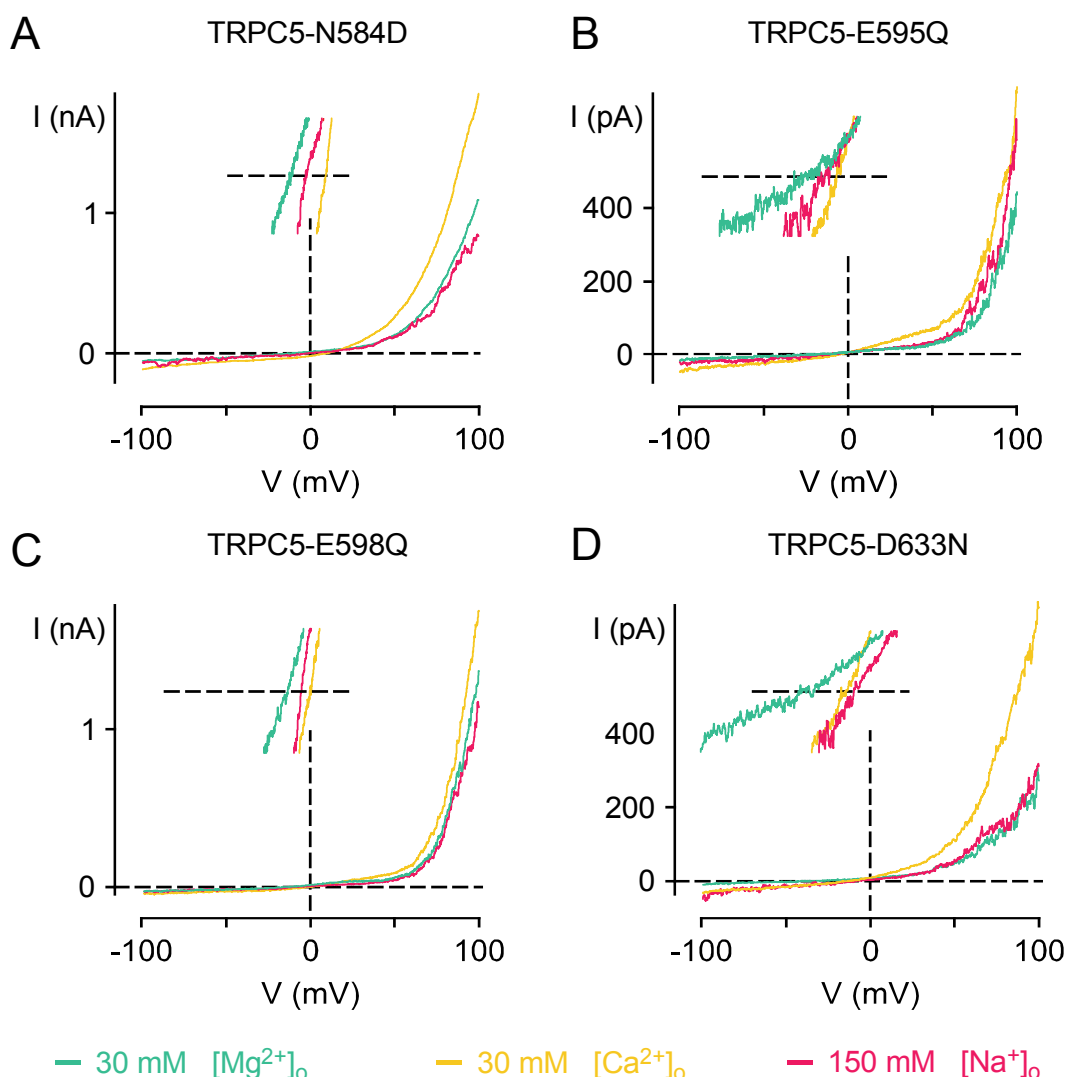 A
TRPC5-N584D
I (nA)
1
0
-100 0 100
V (mV)
B
TRPC5-E595Q
I (pA)
400
200
0
-100 0 100
V (mV)
C
TRPC5-E598Q
I (nA)
1
0
-100 0 100
V (mV)
D
TRPC5-D633N
I (pA)
400
200
0
-100 0 100
V (mV)
30 mM [Mg²⁺]ₒ 30 mM [Ca²⁺]ₒ 150 mM [Na⁺]ₒ